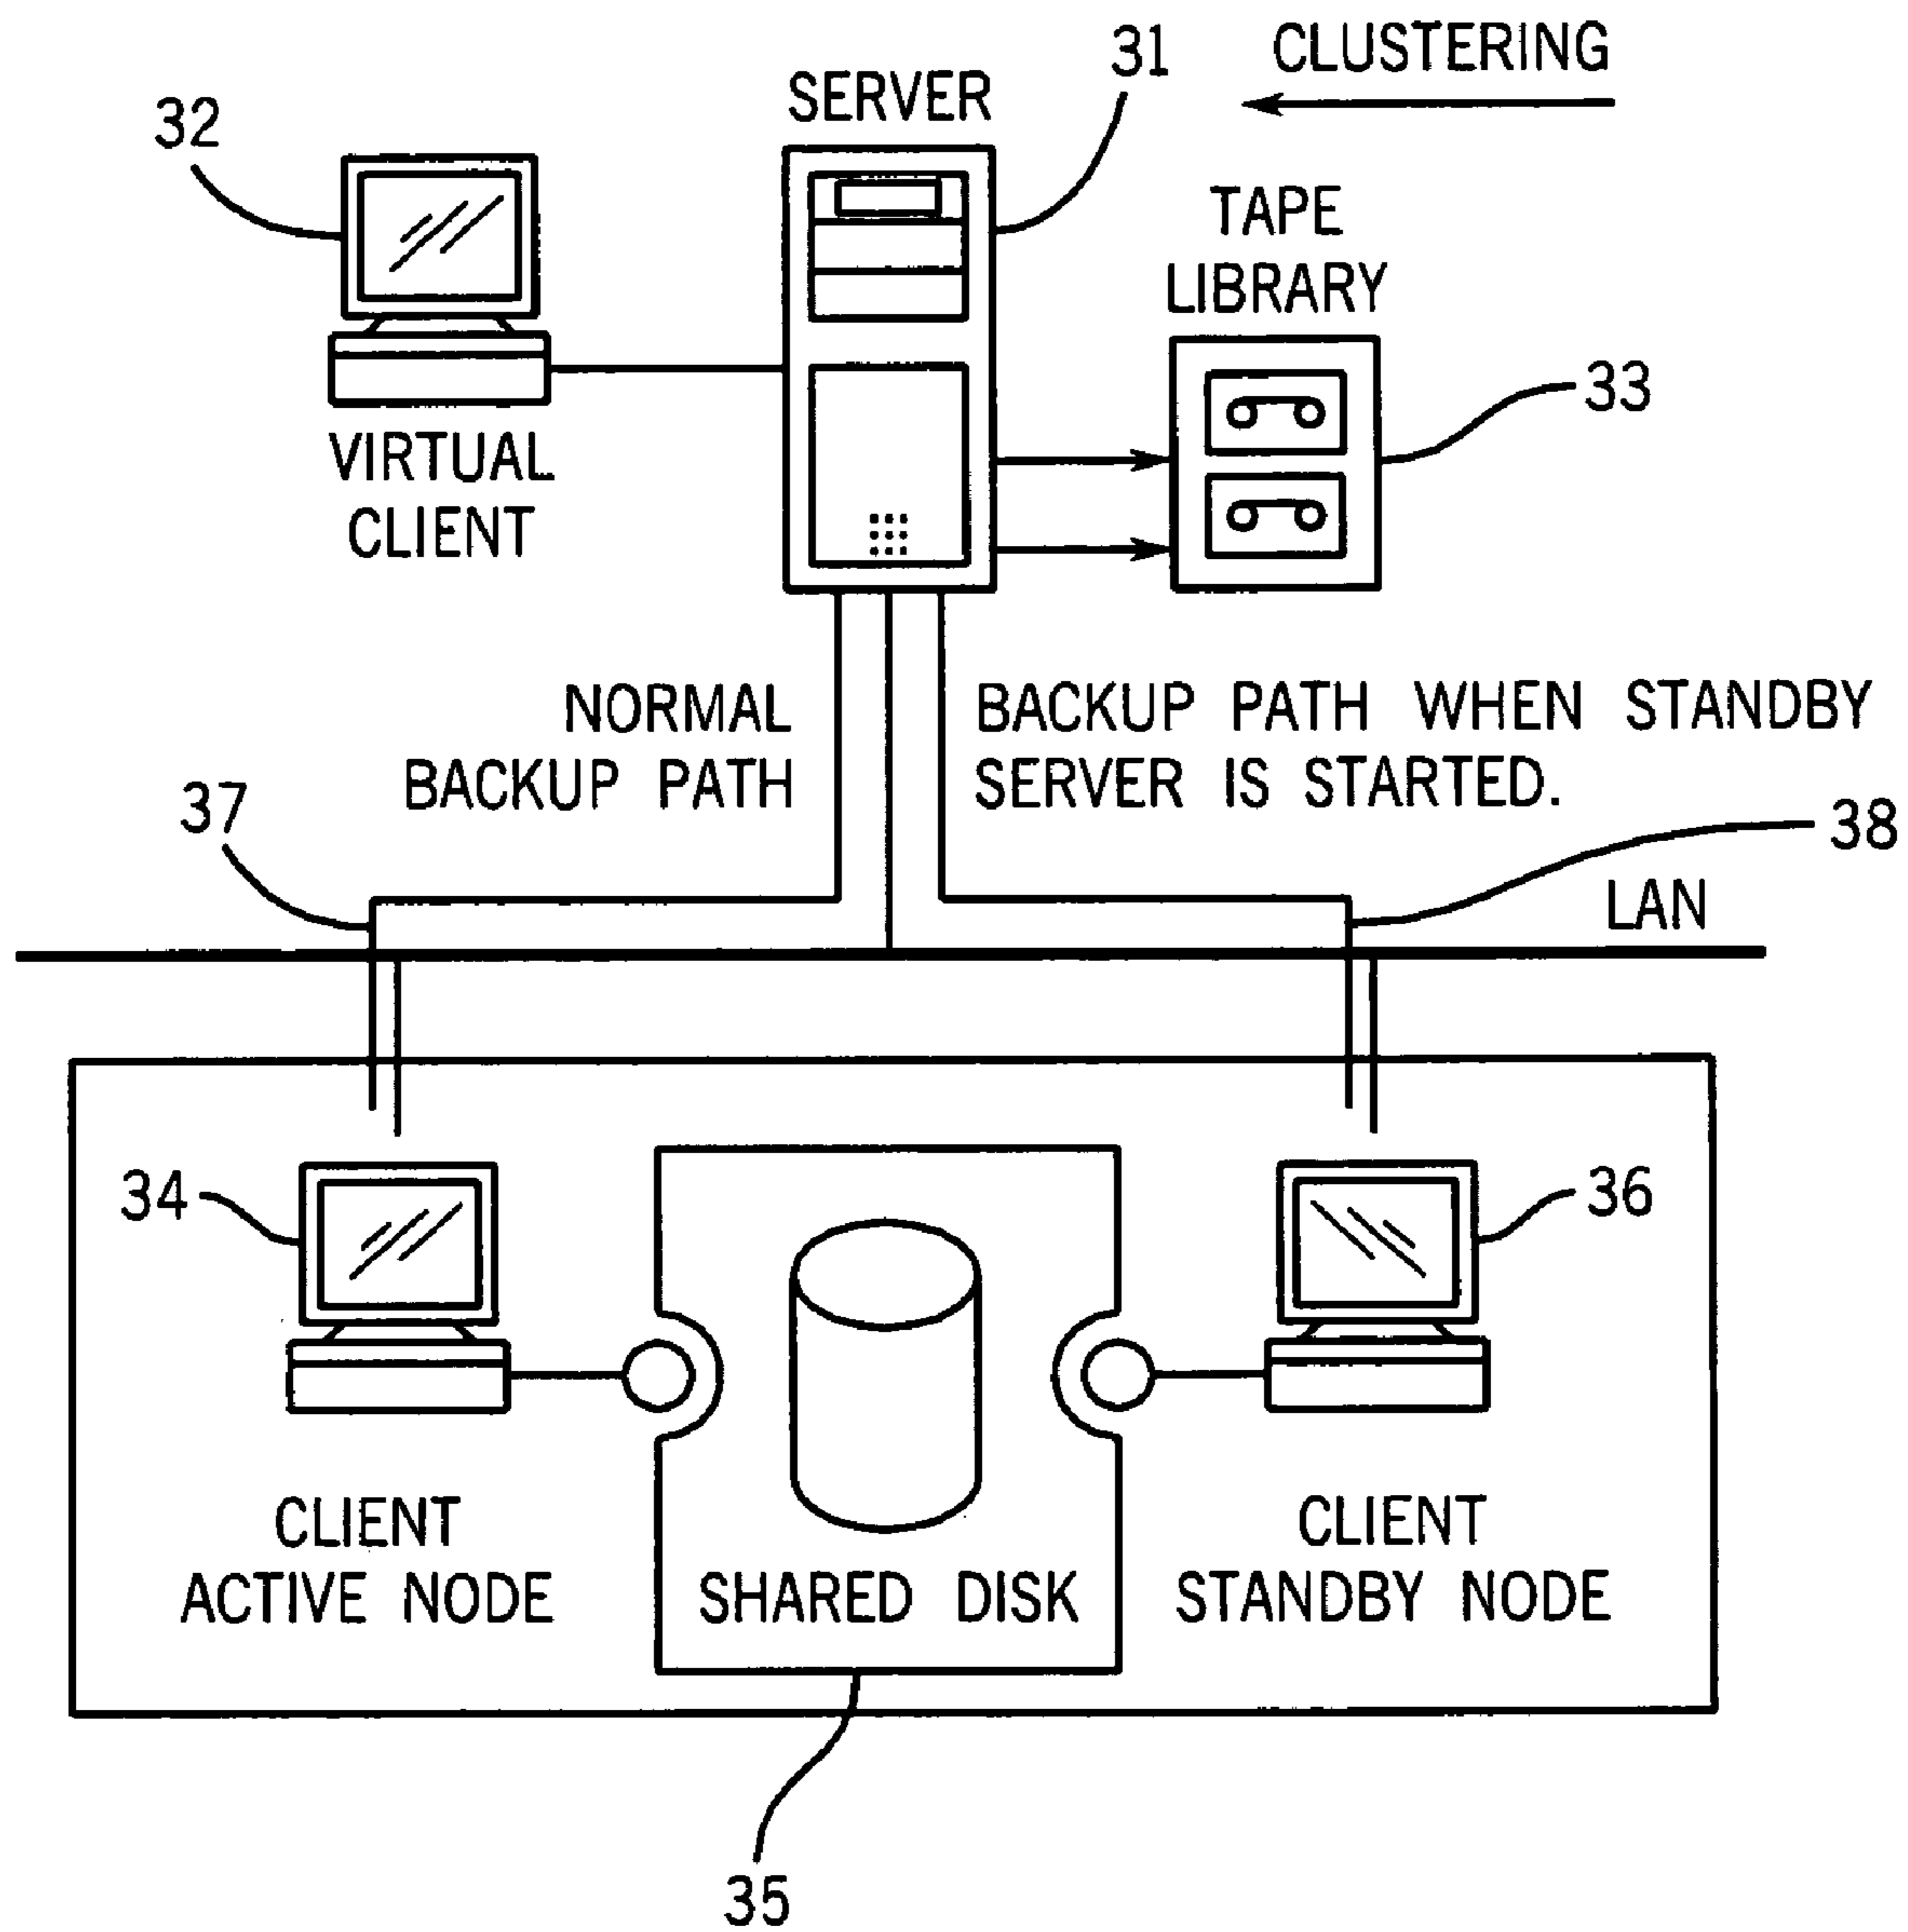 31
CLUSTERING
SERVER
32
TAPE
LIBRARY
33
VIRTUAL
CLIENT
NORMAL
BACKUP PATH
BACKUP PATH WHEN STANDBY
SERVER IS STARTED.
37
38
LAN
34
36
CLIENT
ACTIVE NODE
SHARED DISK
CLIENT
STANDBY NODE
35